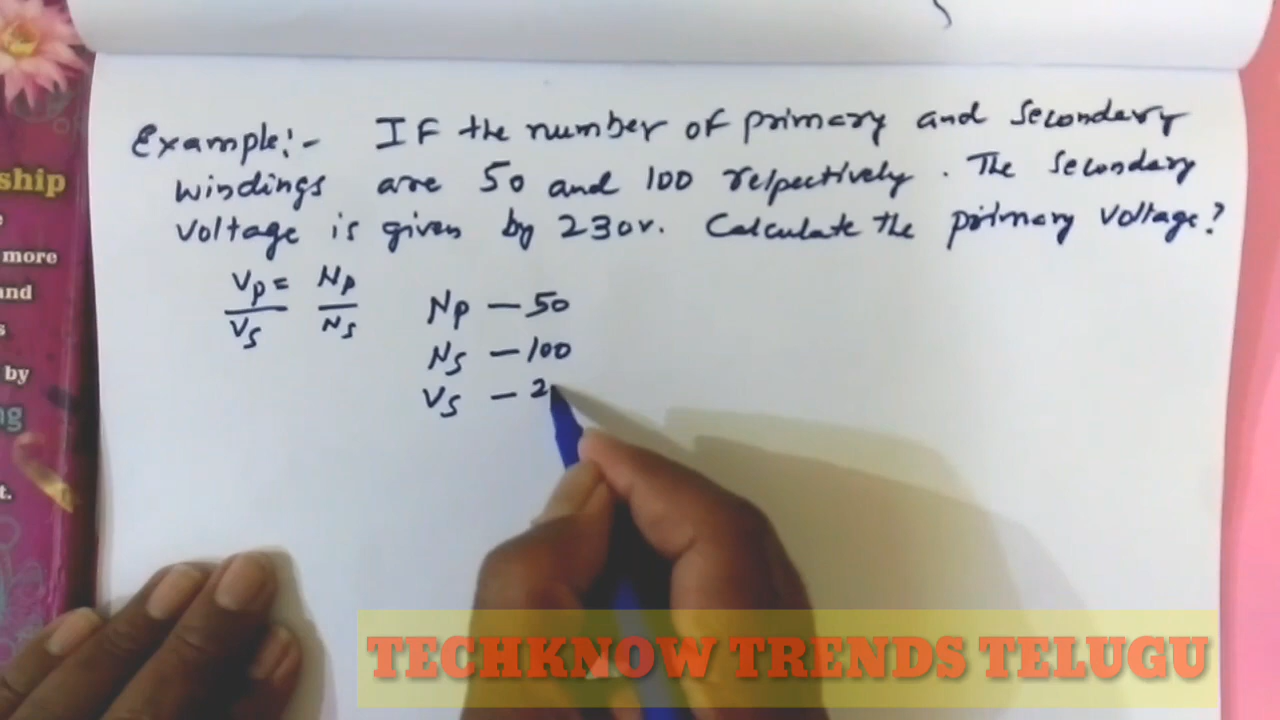 ship
more
and
s
by
ng
t.
Example:- IF the number of primary and Secondary
windings are 50 and 100 respectively. The Secondary
Voltage is given by 230v. Calculate the primary Voltage?
Vp = Np
Vs Ns
Np — 50
Ns — 100
Vs — 2
TECHKNOW TRENDS TELUGU